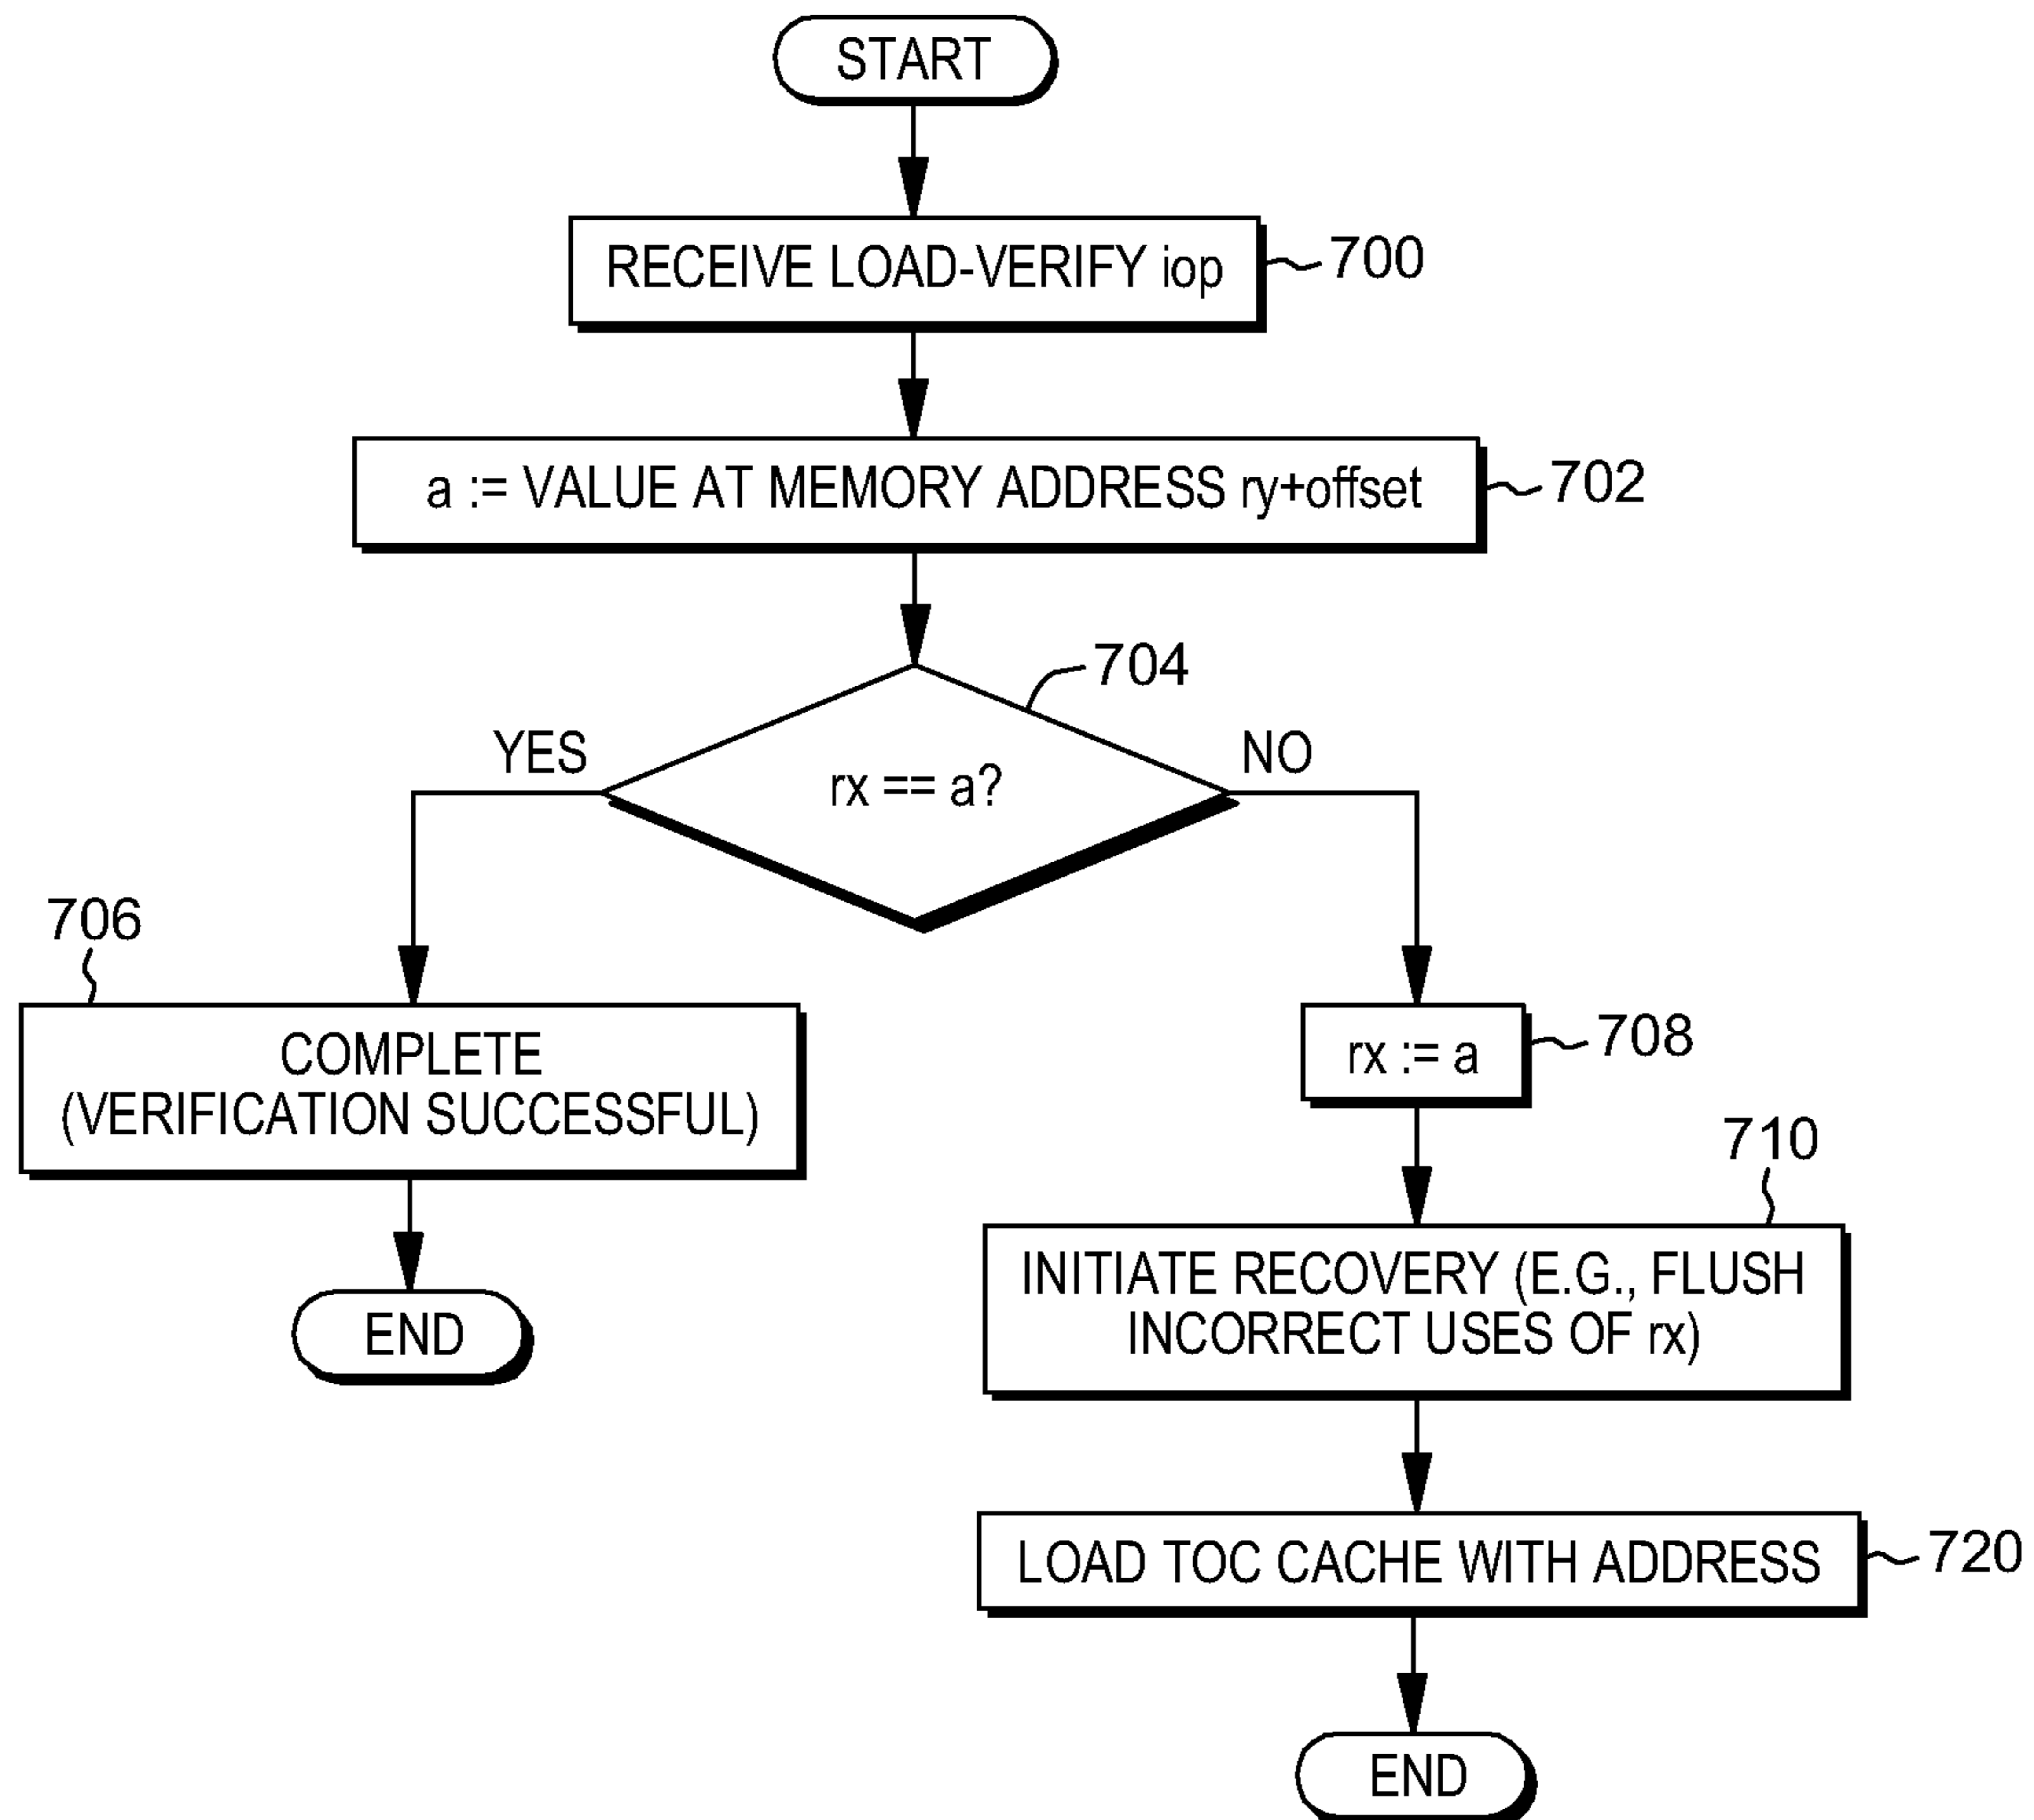 START
RECEIVE LOAD-VERIFY iop
700
a := VALUE AT MEMORY ADDRESS ry+offset
702
704
YES
rx == a?
NO
706
COMPLETE
(VERIFICATION SUCCESSFUL)
END
rx := a
708
710
INITIATE RECOVERY (E.G., FLUSH
INCORRECT USES OF rx)
LOAD TOC CACHE WITH ADDRESS
720
END